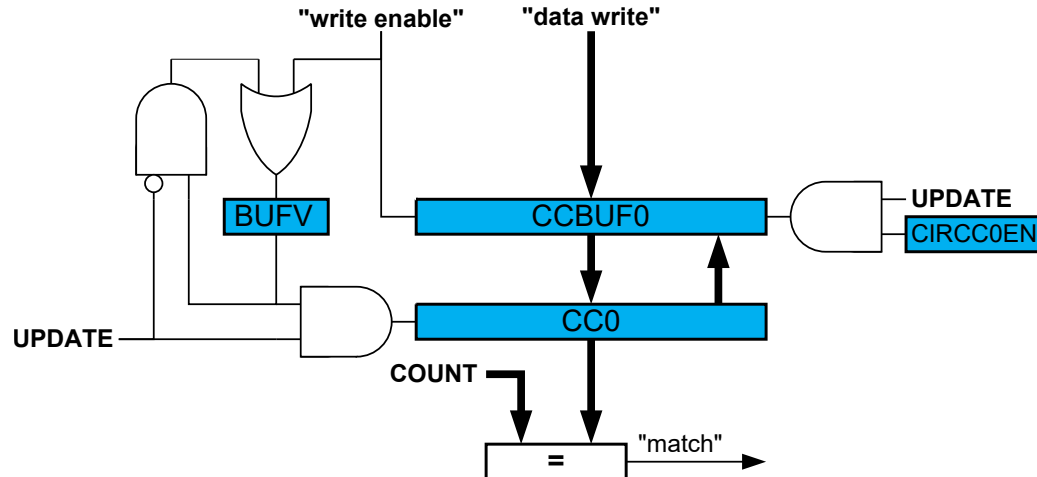 "write enable"
"data write"
BUFV
CCBUF0
UPDATE
CIRCC0EN
UPDATE
CC0
COUNT
=
"match"